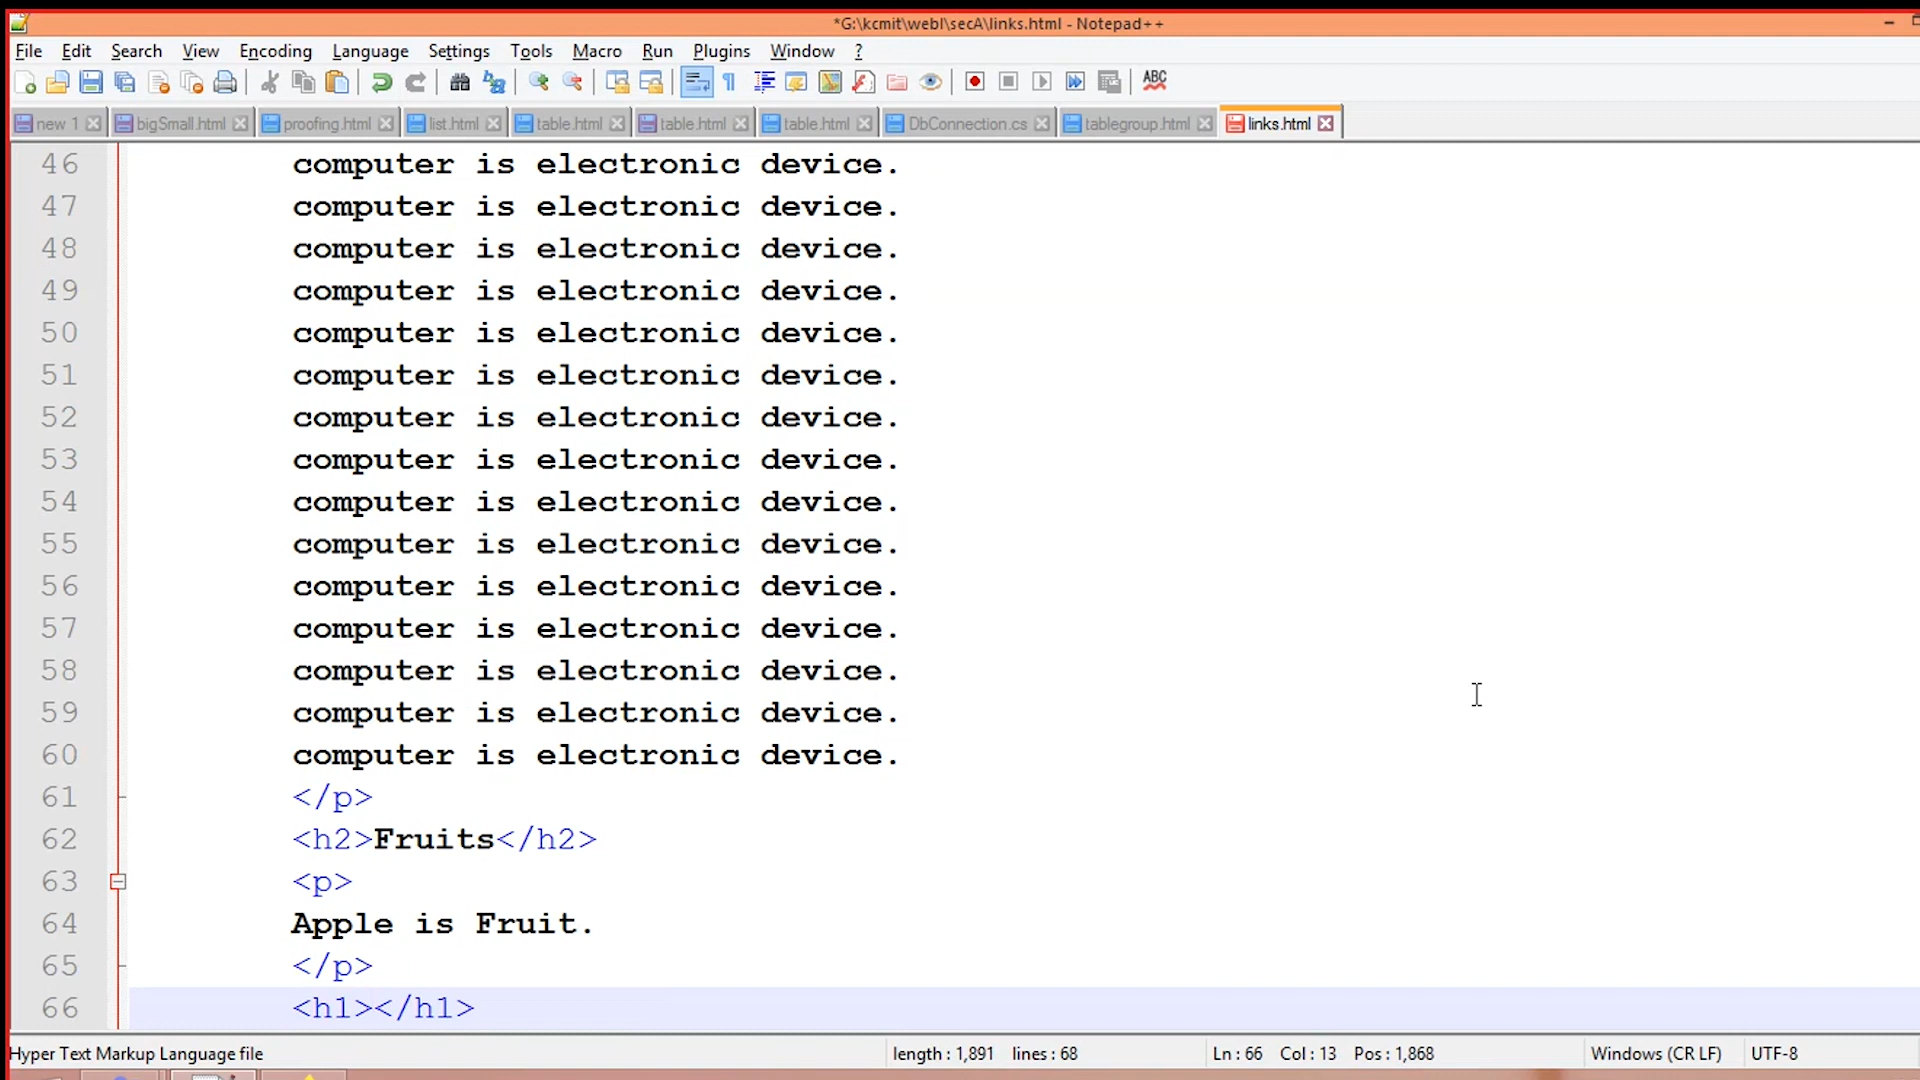 *G:\kcmit\webI\secA\links.html - Notepad++
File Edit Search View Encoding Language Settings Tools Macro Run Plugins Window ?
ABC
new 1 bigSmall.html proofing.html list.html table.html table.html table.html DbConnection.cs tablegroup.html links.html
46 computer is electronic device.
47 computer is electronic device.
48 computer is electronic device.
49 computer is electronic device.
50 computer is electronic device.
51 computer is electronic device.
52 computer is electronic device.
53 computer is electronic device.
54 computer is electronic device.
55 computer is electronic device.
56 computer is electronic device.
57 computer is electronic device.
58 computer is electronic device.
59 computer is electronic device.
60 computer is electronic device.
61 </p>
62 <h2>Fruits</h2>
63 <p>
64 Apple is Fruit.
65 </p>
66 <h1></h1>
Hyper Text Markup Language file length : 1,891 lines : 68 Ln : 66 Col : 13 Pos : 1,868 Windows (CR LF) UTF-8